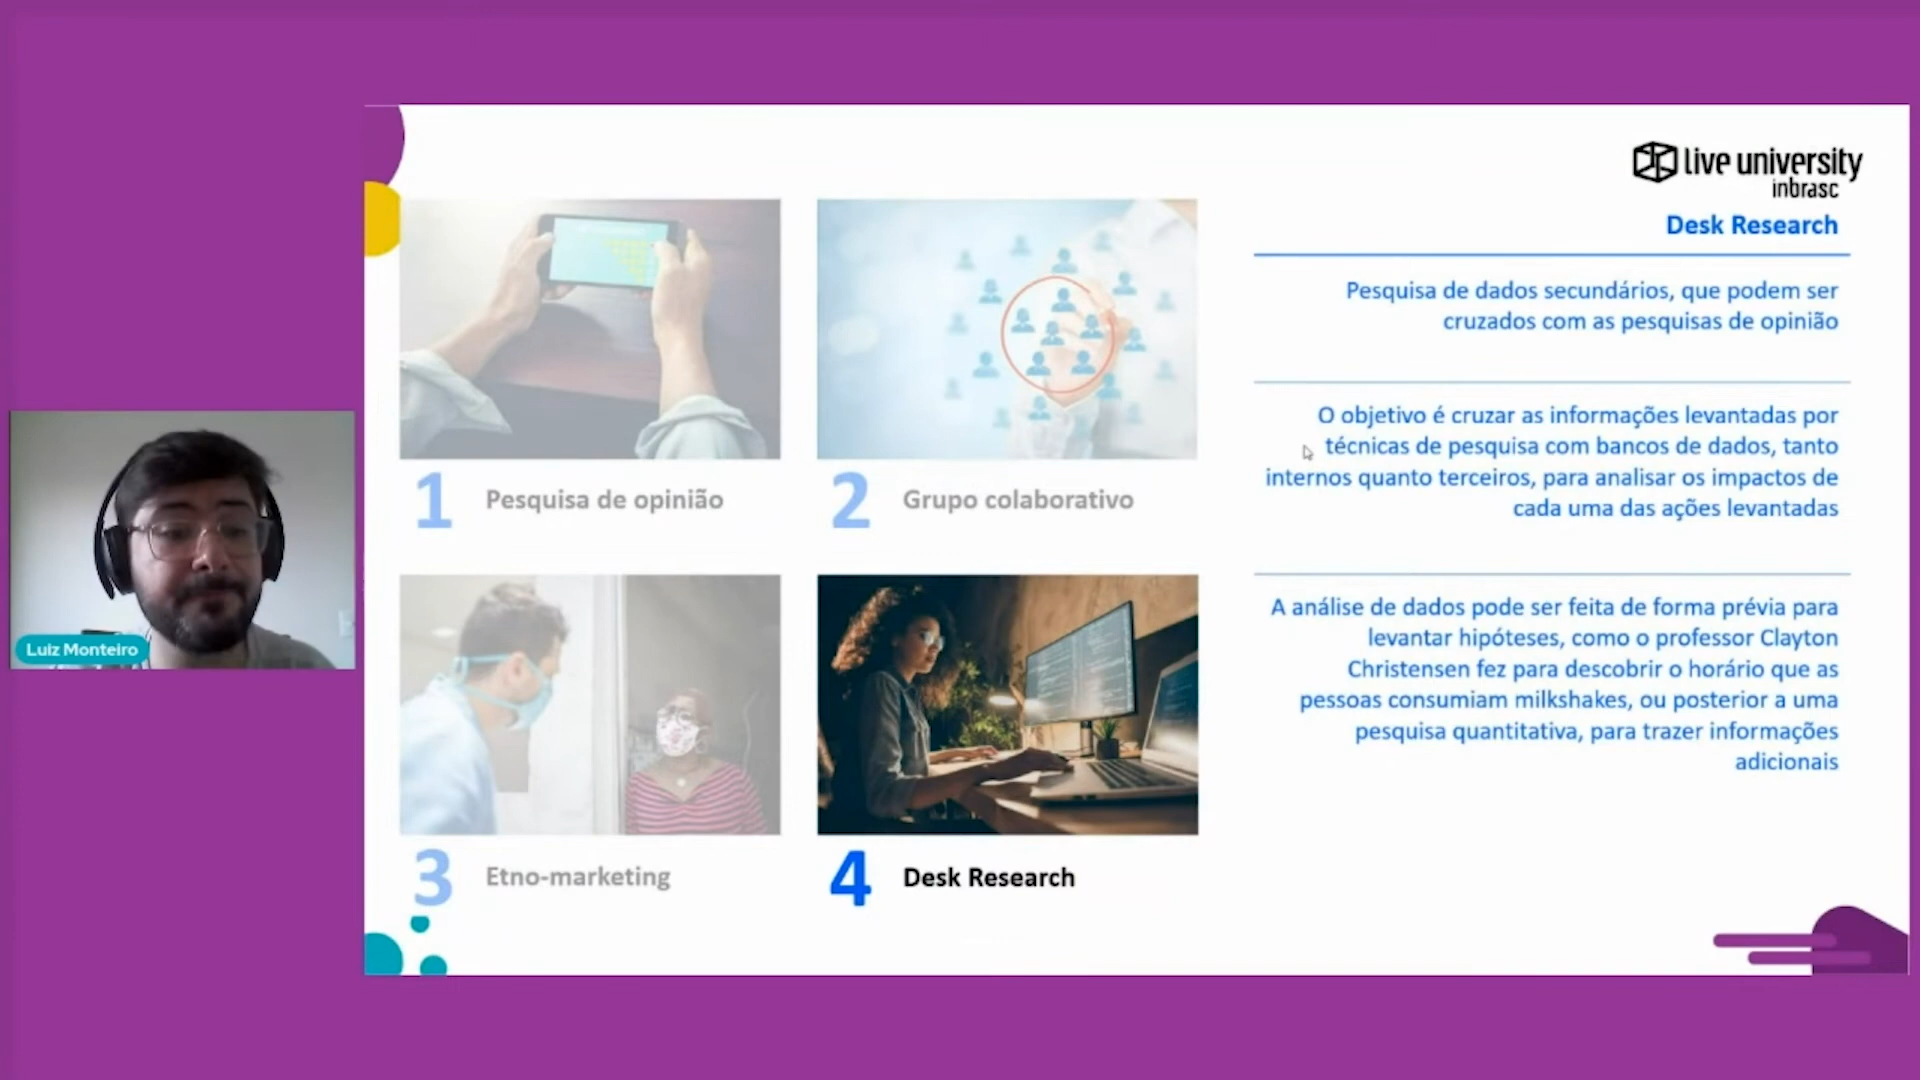 live university
inbrasc
Desk Research
Pesquisa de dados secundários, que podem ser
cruzados com as pesquisas de opinião
O objetivo é cruzar as informações levantadas por
técnicas de pesquisa com bancos de dados, tanto
internos quanto terceiros, para analisar os impactos de
cada uma das ações levantadas
A análise de dados pode ser feita de forma prévia para
levantar hipóteses, como o professor Clayton
Christensen fez para descobrir o horário que as
pessoas consumiam milkshakes, ou posterior a uma
pesquisa quantitativa, para trazer informações
adicionais
1 Pesquisa de opinião
2 Grupo colaborativo
3 Etno-marketing
4 Desk Research
Luiz Monteiro